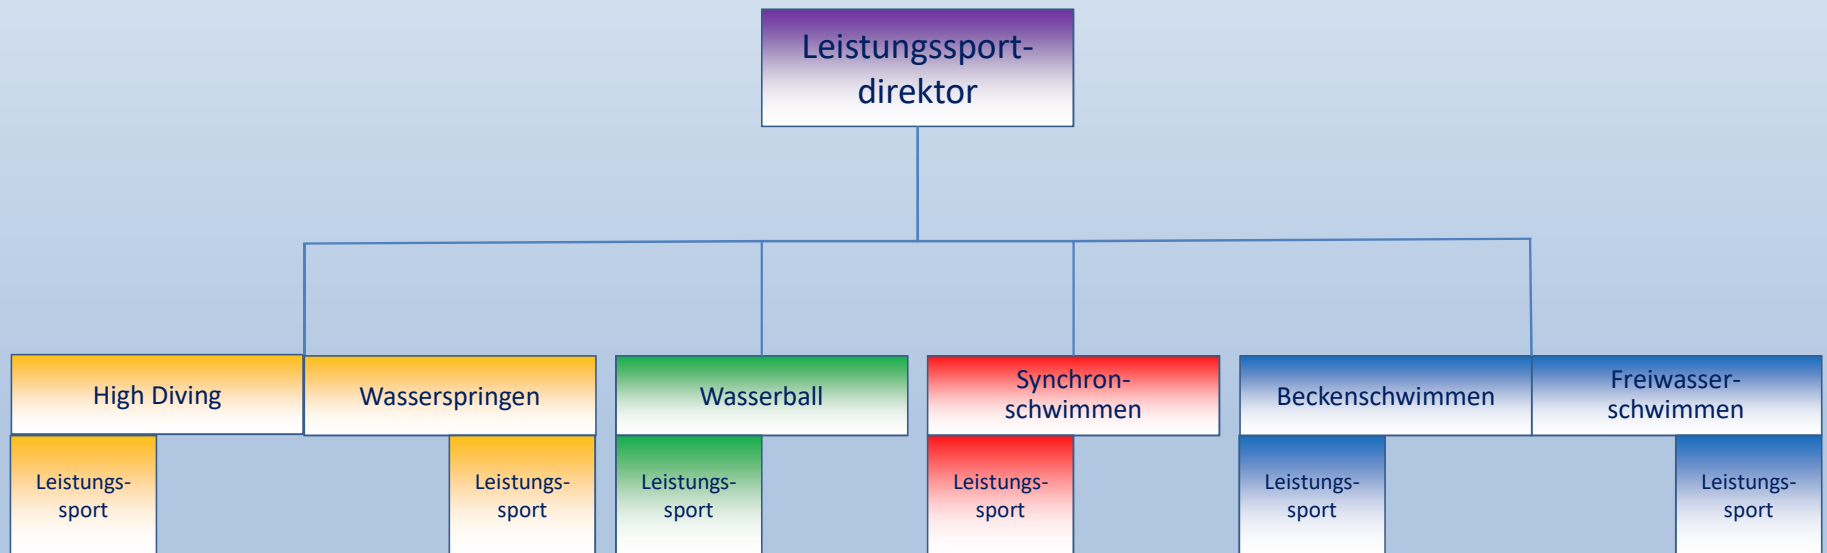 Leistungssport-
direktor
High Diving
Wasserspringen
Wasserball
Synchron-
schwimmen
Beckenschwimmen
Freiwasser-
schwimmen
Leistungs-
sport
Leistungs-
sport
Leistungs-
sport
Leistungs-
sport
Leistungs-
sport
Leistungs-
sport